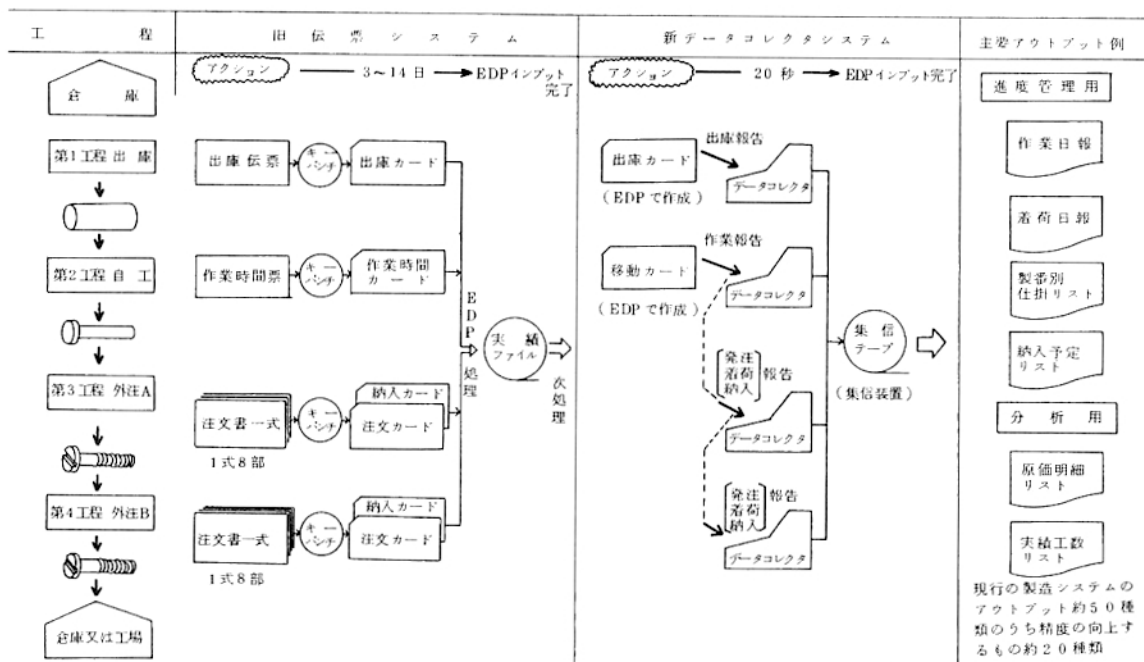 工程
旧伝票システム
新データコレクタシステム
主要アウトプット例
倉庫
第1工程 出庫
第2工程 自工
第3工程 外注A
第4工程 外注B
倉庫又は工場
アクション
3~14日
EDPインプット
完了
出庫伝票
キー
パンチ
出庫カード
作業時間票
キー
パンチ
作業時間
カード
注文書一式
1式8部
キー
パンチ
納入カード
注文カード
注文書一式
1式8部
キー
パンチ
納入カード
注文カード
EDP処理
実績
ファイル
次処理
アクション
20秒
EDPインプット完了
出庫カード
(EDPで作成)
出庫報告
データコレクタ
移動カード
(EDPで作成)
作業報告
データコレクタ
発注
着荷
納入
報告
データコレクタ
発注
着荷
納入
報告
データコレクタ
集信
テープ
(集信装置)
進度管理用
作業日報
着荷日報
製番別
仕掛リスト
納入予定
リスト
分析用
原価明細
リスト
実績工数
リスト
現行の製造システムの
アウトプット約50種
類のうち精度の向上す
るもの約20種類